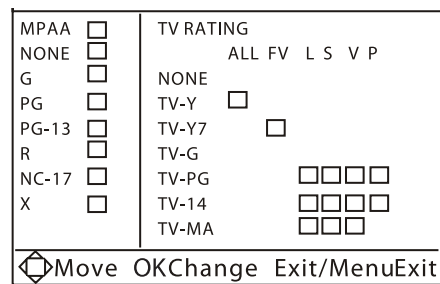 MPAA
NONE
G
PG
PG-13
R
NC-17
X
TV RATING
ALL FV L S V P
NONE
TV-Y
TV-Y7
TV-G
TV-PG
TV-14
TV-MA
Move OKChange Exit/MenuExit